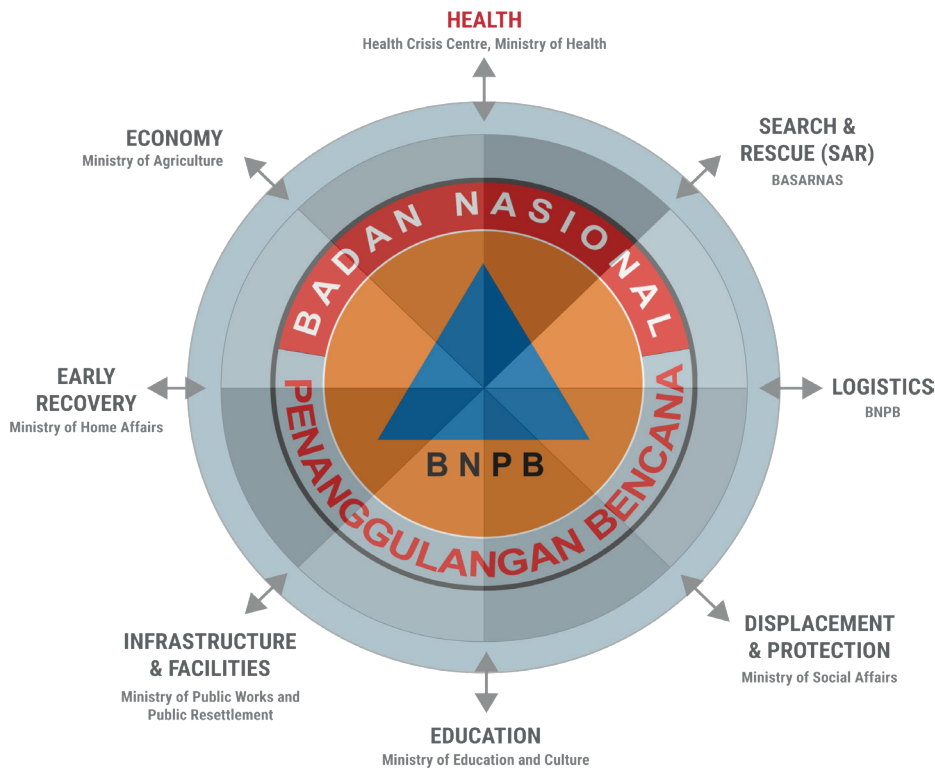 HEALTH
Health Crisis Centre, Ministry of Health
SEARCH &
RESCUE (SAR)
BASARNAS
LOGISTICS
BNPB
DISPLACEMENT
& PROTECTION
Ministry of Social Affairs
EDUCATION
Ministry of Education and Culture
INFRASTRUCTURE
& FACILITIES
Ministry of Public Works and
Public Resettlement
EARLY
RECOVERY
Ministry of Home Affairs
ECONOMY
Ministry of Agriculture
BADAN NASIONAL
PENANGGULANGAN BENCANA
BNPB